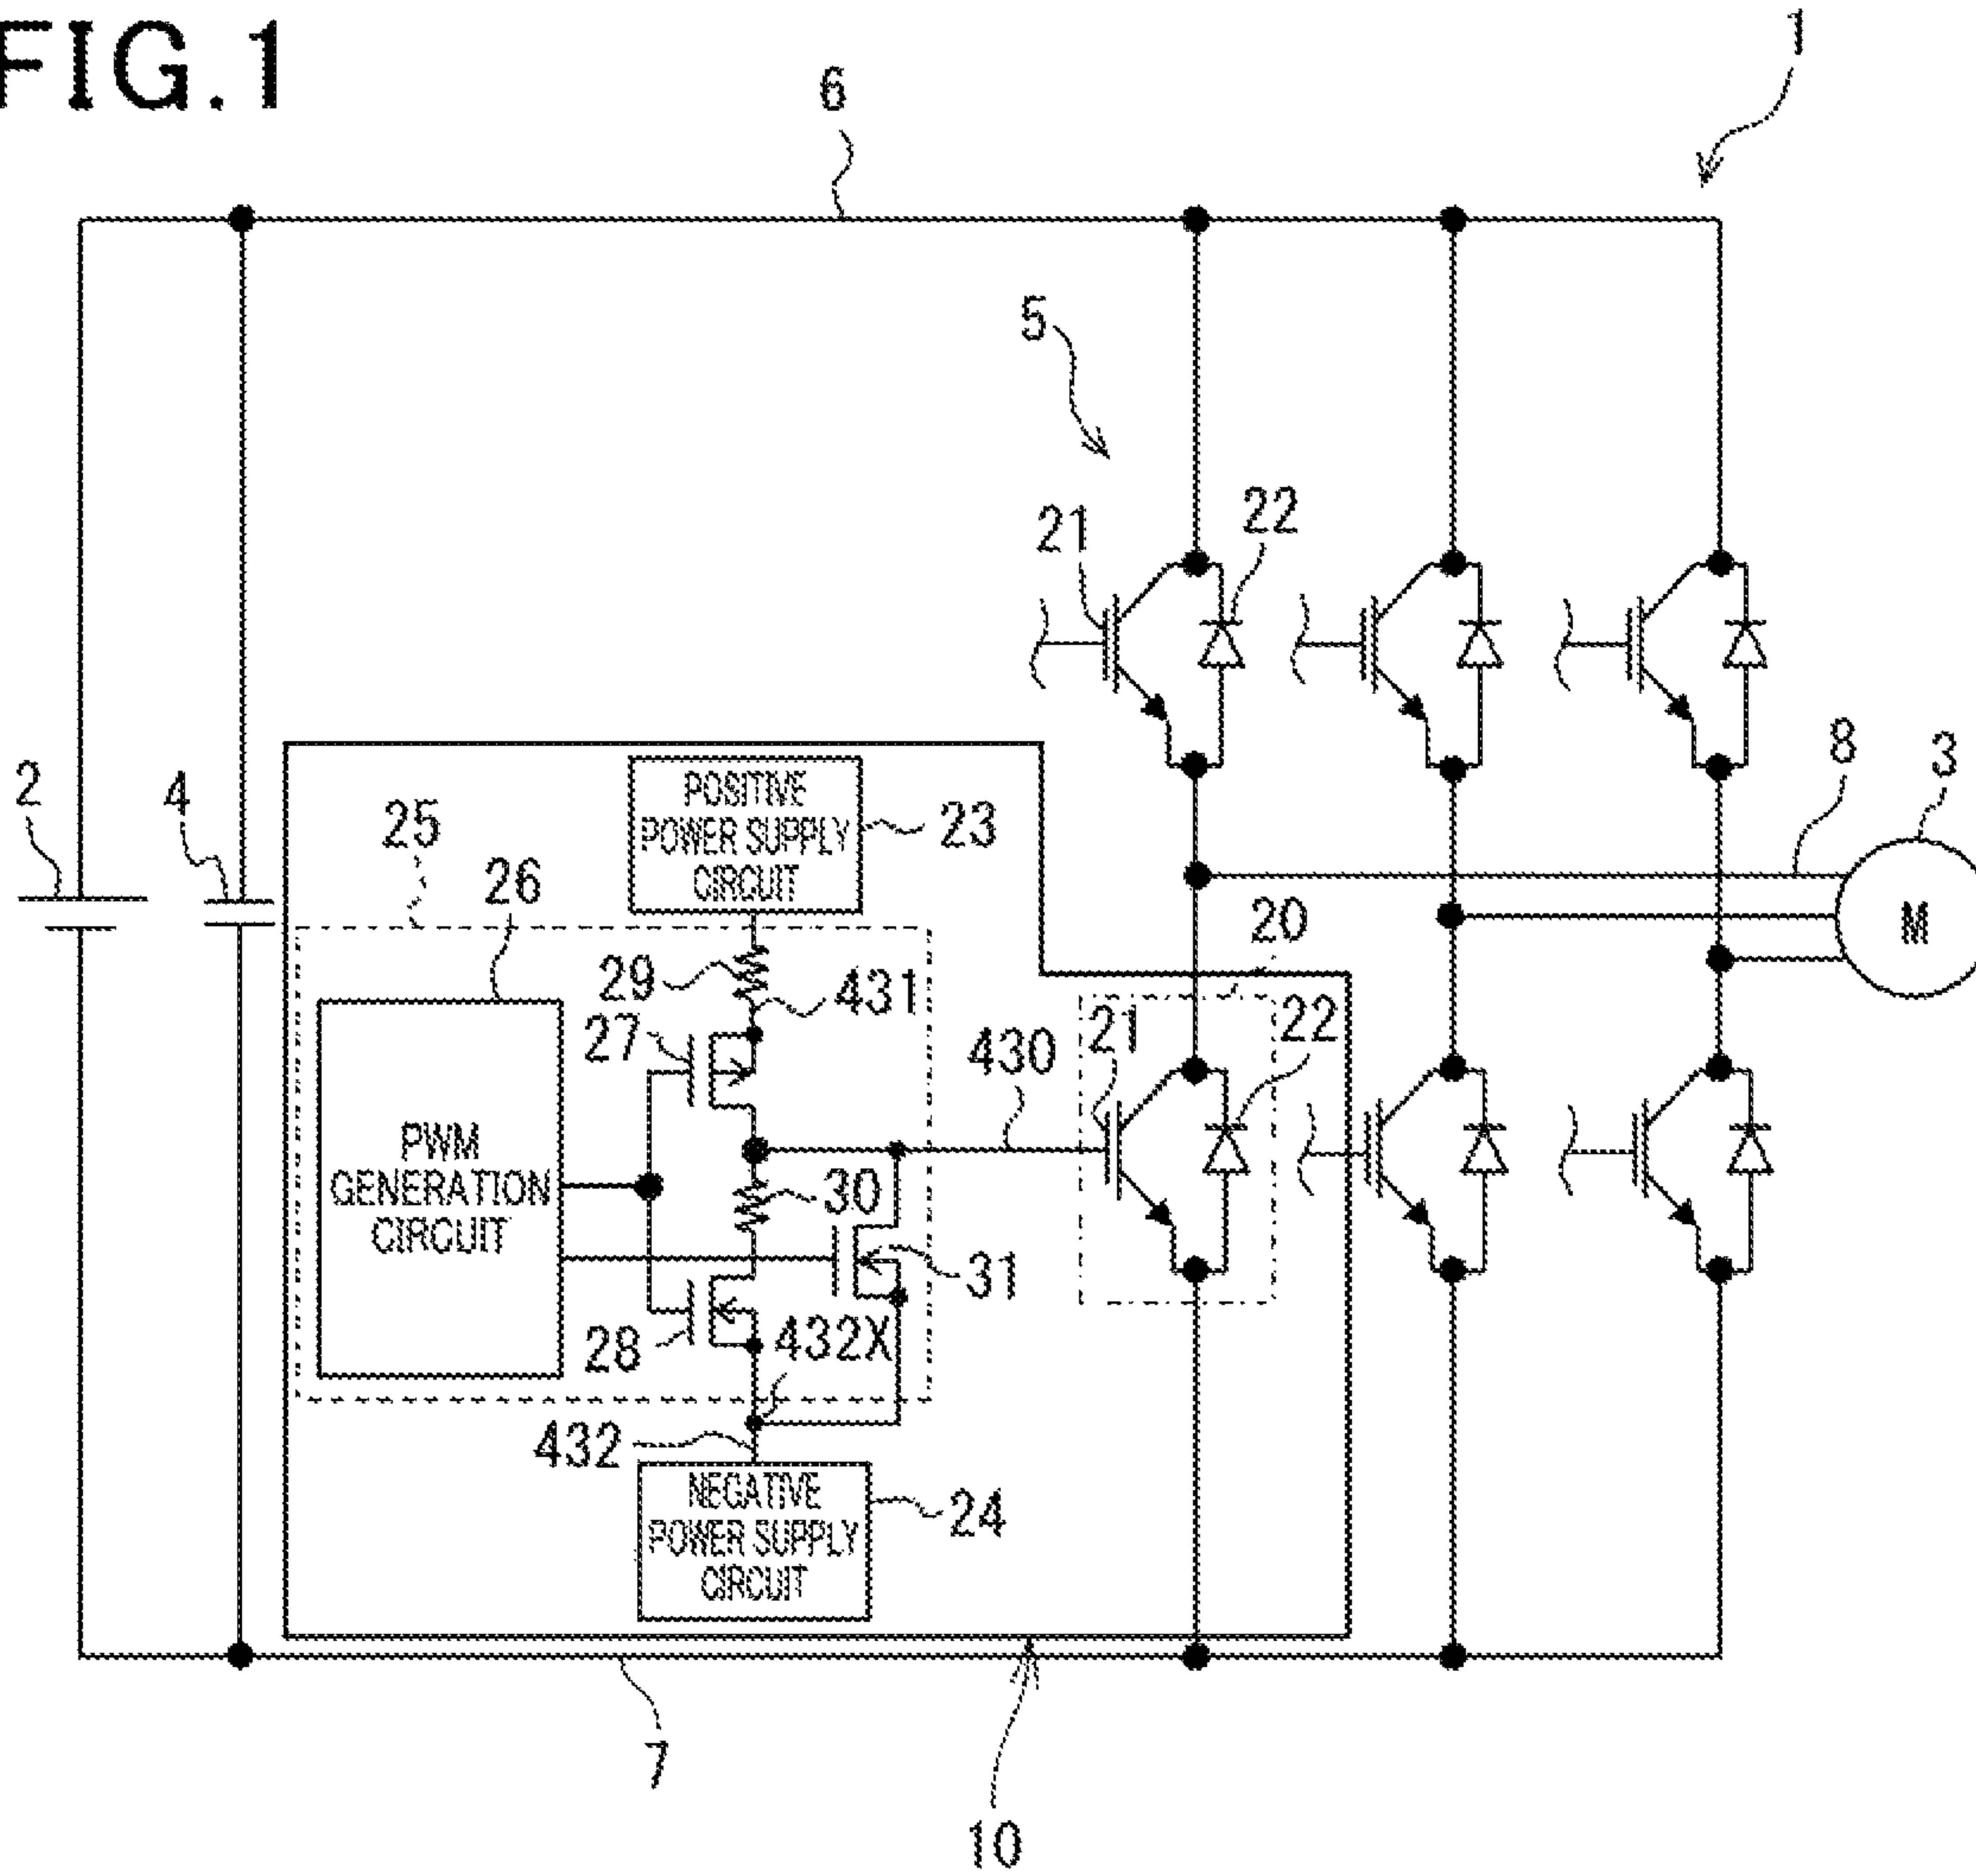 FIG.1
1
6
5
21
22
8
3
M
2
4
25
26
POSITIVE
POWER SUPPLY
CIRCUIT
23
20
29
431
27
430
21
22
PWM
GENERATION
CIRCUIT
30
31
28
432X
432
NEGATIVE
POWER SUPPLY
CIRCUIT
24
7
10